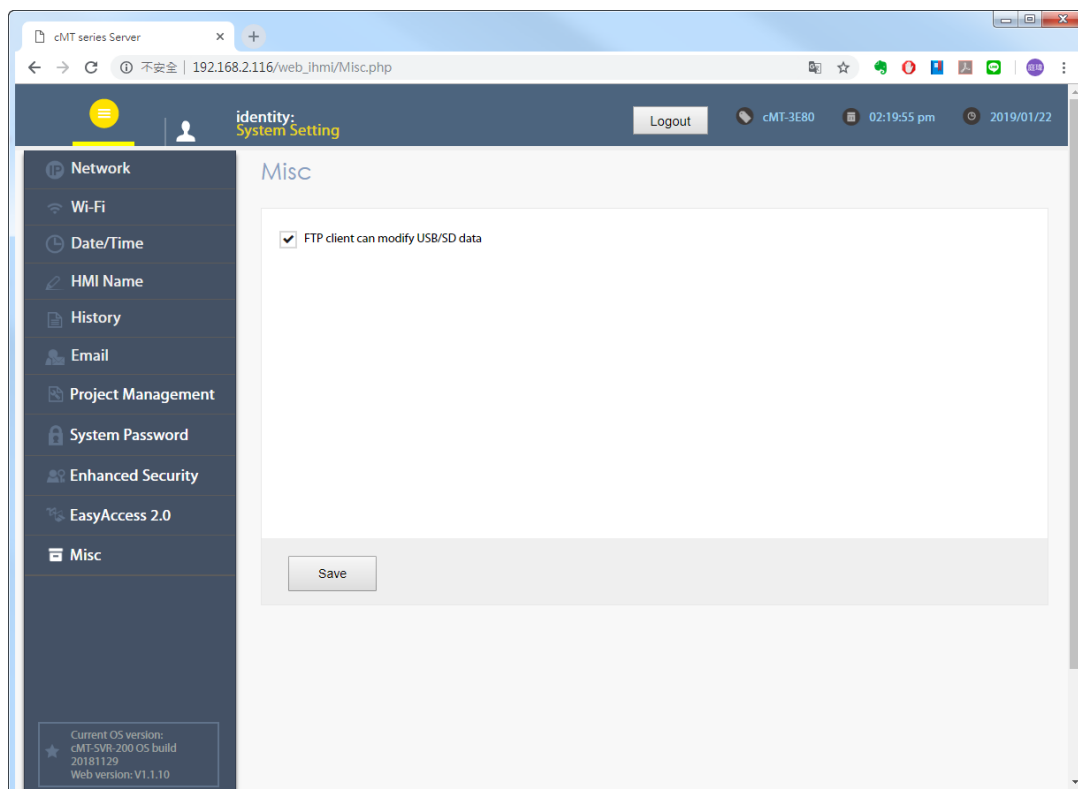 cMT series Server
不安全 | 192.168.2.116/web_ihmi/Misc.php
identity:
System Setting
Logout
cMT-3E80
02:19:55 pm
2019/01/22
Network
Wi-Fi
Date/Time
HMI Name
History
Email
Project Management
System Password
Enhanced Security
EasyAccess 2.0
Misc
Misc
FTP client can modify USB/SD data
Save
Current OS version:
cMT-SVR-200 OS build
20181129
Web version: V1.1.10